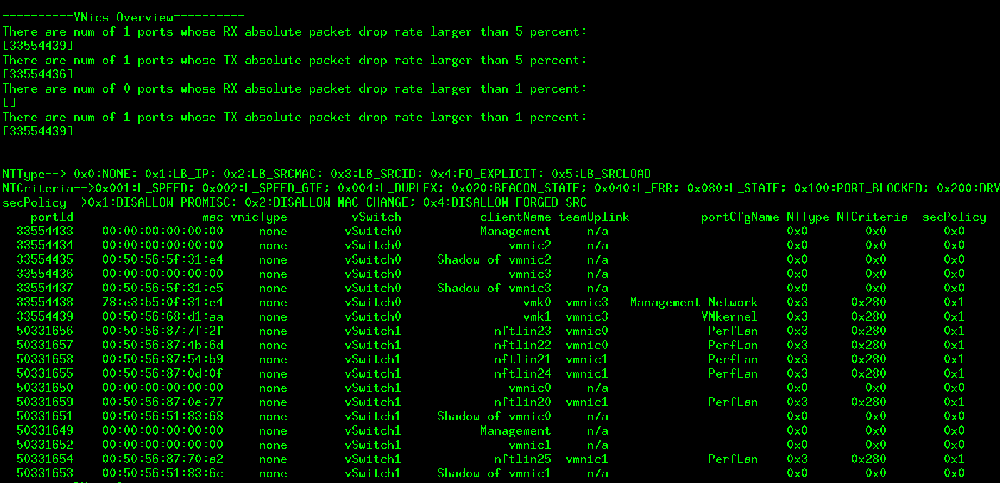 ==========VNics Overview==========
There are num of 1 ports whose RX absolute packet drop rate larger than 5 percent:
[33554439]
There are num of 1 ports whose TX absolute packet drop rate larger than 5 percent:
[33554436]
There are num of 0 ports whose RX absolute packet drop rate larger than 1 percent:
[]
There are num of 1 ports whose TX absolute packet drop rate larger than 1 percent:
[33554439]
NTType--> 0x0:NONE; 0x1:LB_IP; 0x2:LB_SRCMAC; 0x3:LB_SRCID; 0x4:FO_EXPLICIT; 0x5:LB_SRCLOAD
NTCriteria-->0x001:L_SPEED; 0x002:L_SPEED_GTE; 0x004:L_DUPLEX; 0x020:BEACON_STATE; 0x040:L_ERR; 0x080:L_STATE; 0x100:PORT_BLOCKED; 0x200:DRV
secPolicy-->0x1:DISALLOW_PROMISC; 0x2:DISALLOW_MAC_CHANGE; 0x4:DISALLOW_FORGED_SRC
portId mac vnicType vSwitch clientName teamUplink portCfgName NTType NTCriteria secPolicy
33554433 00:00:00:00:00:00 none vSwitch0 Management n/a 0x0 0x0 0x0
33554434 00:00:00:00:00:00 none vSwitch0 vmnic2 n/a 0x0 0x0 0x0
33554435 00:50:56:5f:31:e4 none vSwitch0 Shadow of vmnic2 n/a 0x0 0x0 0x0
33554436 00:00:00:00:00:00 none vSwitch0 vmnic3 n/a 0x0 0x0 0x0
33554437 00:50:56:5f:31:e5 none vSwitch0 Shadow of vmnic3 n/a 0x0 0x0 0x0
33554438 78:e3:b5:0f:31:e4 none vSwitch0 vmk0 vmnic3 Management Network 0x3 0x280 0x1
33554439 00:50:56:68:d1:aa none vSwitch0 vmk1 vmnic3 VMkernel 0x3 0x280 0x1
50331656 00:50:56:87:7f:2f none vSwitch1 nftlin23 vmnic0 PerfLan 0x3 0x280 0x1
50331657 00:50:56:87:4b:6d none vSwitch1 nftlin22 vmnic0 PerfLan 0x3 0x280 0x1
50331658 00:50:56:87:54:b9 none vSwitch1 nftlin21 vmnic1 PerfLan 0x3 0x280 0x1
50331655 00:50:56:87:0d:0f none vSwitch1 nftlin24 vmnic1 PerfLan 0x3 0x280 0x1
50331650 00:00:00:00:00:00 none vSwitch1 vmnic0 n/a 0x0 0x0 0x0
50331659 00:50:56:87:0e:77 none vSwitch1 nftlin20 vmnic1 PerfLan 0x3 0x280 0x1
50331651 00:50:56:51:83:68 none vSwitch1 Shadow of vmnic0 n/a 0x0 0x0 0x0
50331649 00:00:00:00:00:00 none vSwitch1 Management n/a 0x0 0x0 0x0
50331652 00:00:00:00:00:00 none vSwitch1 vmnic1 n/a 0x0 0x0 0x0
50331654 00:50:56:87:70:a2 none vSwitch1 nftlin25 vmnic1 PerfLan 0x3 0x280 0x1
50331653 00:50:56:51:83:6c none vSwitch1 Shadow of vmnic1 n/a 0x0 0x0 0x0